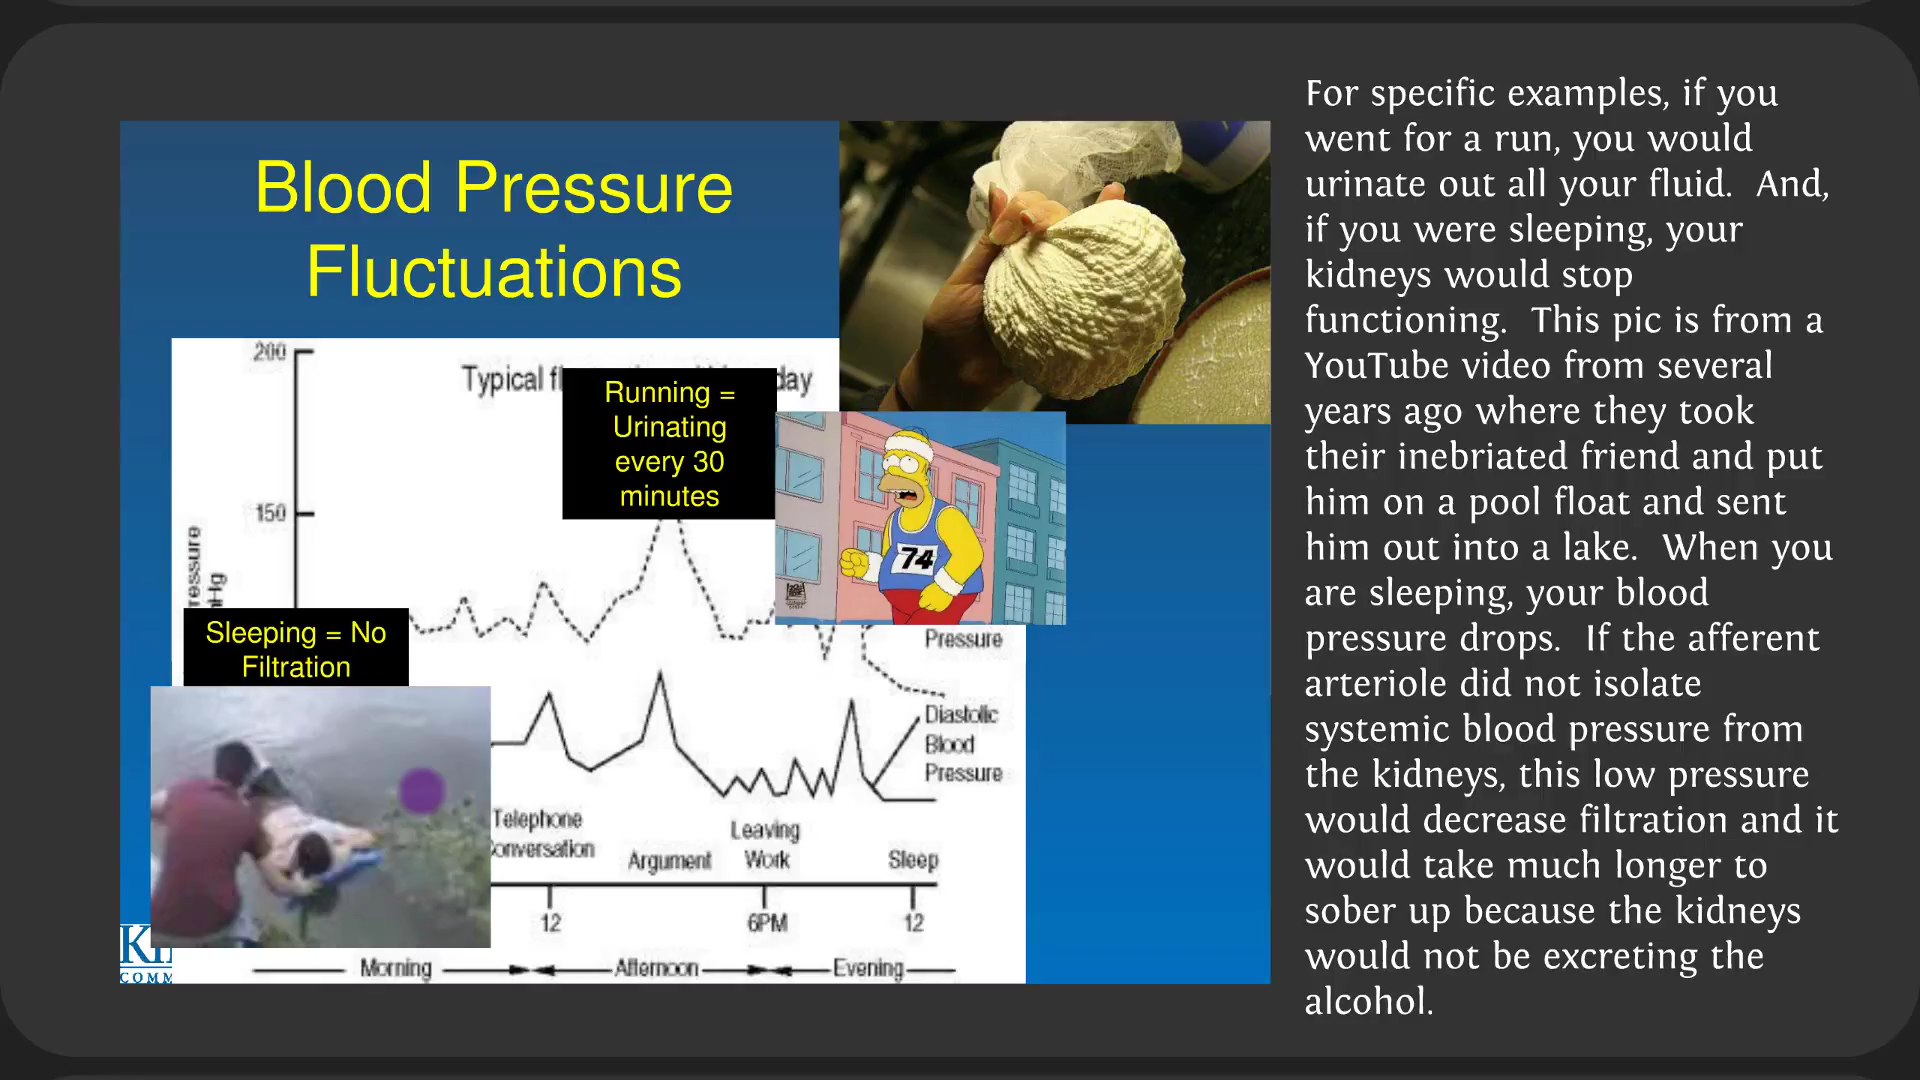 Blood Pressure
Fluctuations
200
Typical fl
day
Running =
Urinating
every 30
minutes
150
74
Sleeping = No
Filtration
Pressure
Diastolic
Blood
Pressure
Telephone
Conversation
Argument
Leaving
Work
Sleep
12
6PM
12
Morning
Afternoon
Evening
COMM
For specific examples, if you
went for a run, you would
urinate out all your fluid. And,
if you were sleeping, your
kidneys would stop
functioning. This pic is from a
YouTube video from several
years ago where they took
their inebriated friend and put
him on a pool float and sent
him out into a lake. When you
are sleeping, your blood
pressure drops. If the afferent
arteriole did not isolate
systemic blood pressure from
the kidneys, this low pressure
would decrease filtration and it
would take much longer to
sober up because the kidneys
would not be excreting the
alcohol.